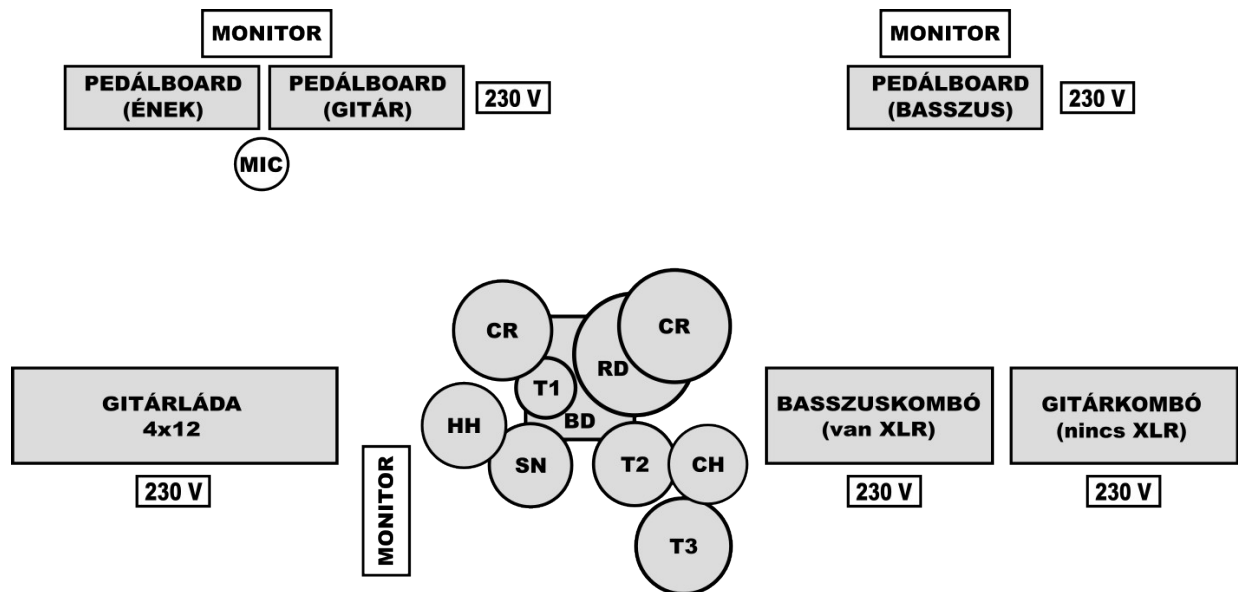 MONITOR
MONITOR
PEDÁLBOARD
(ÉNEK)
PEDÁLBOARD
(GITÁR)
230 V
PEDÁLBOARD
(BASSZUS)
230 V
MIC
CR
CR
RD
T1
GITÁRLÁDA
4x12
HH
BD
BASSZUSKOMBÓ
(van XLR)
GITÁRKOMBÓ
(nincs XLR)
SN
T2
CH
230 V
MONITOR
230 V
230 V
T3